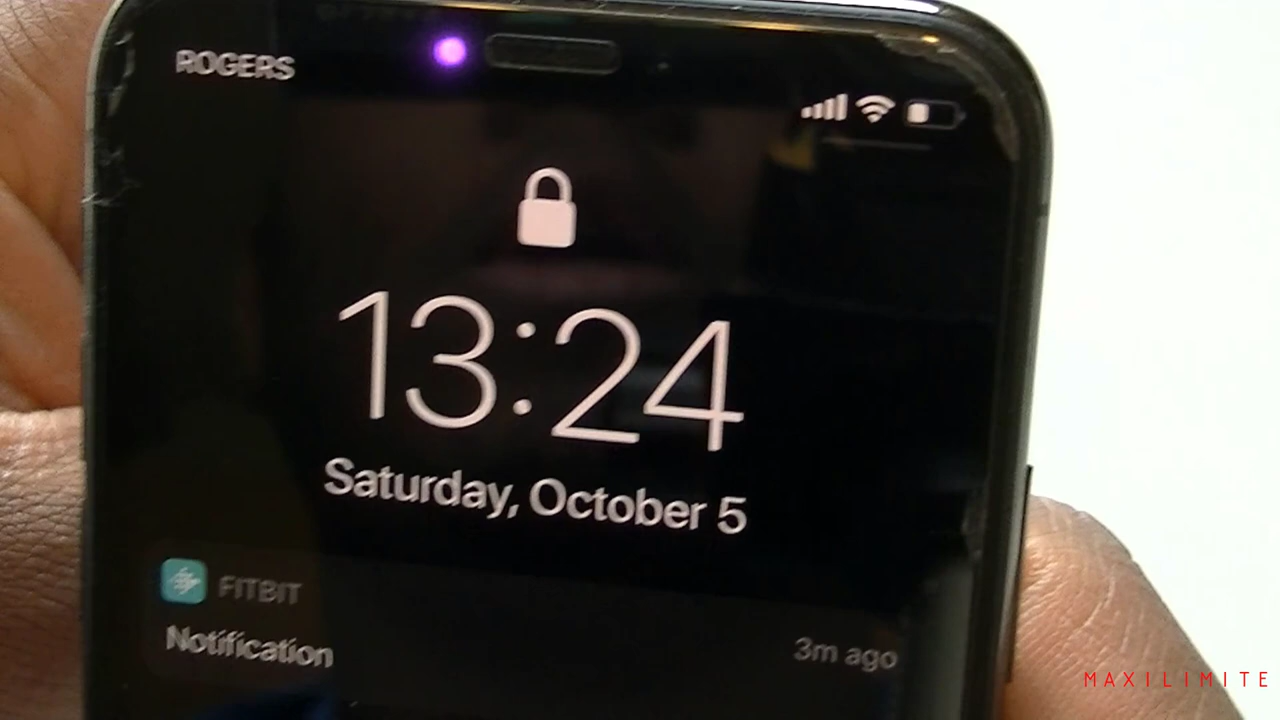 ROGERS
13:24
Saturday, October 5
FITBIT
Notification
3m ago
MAXILIMITE